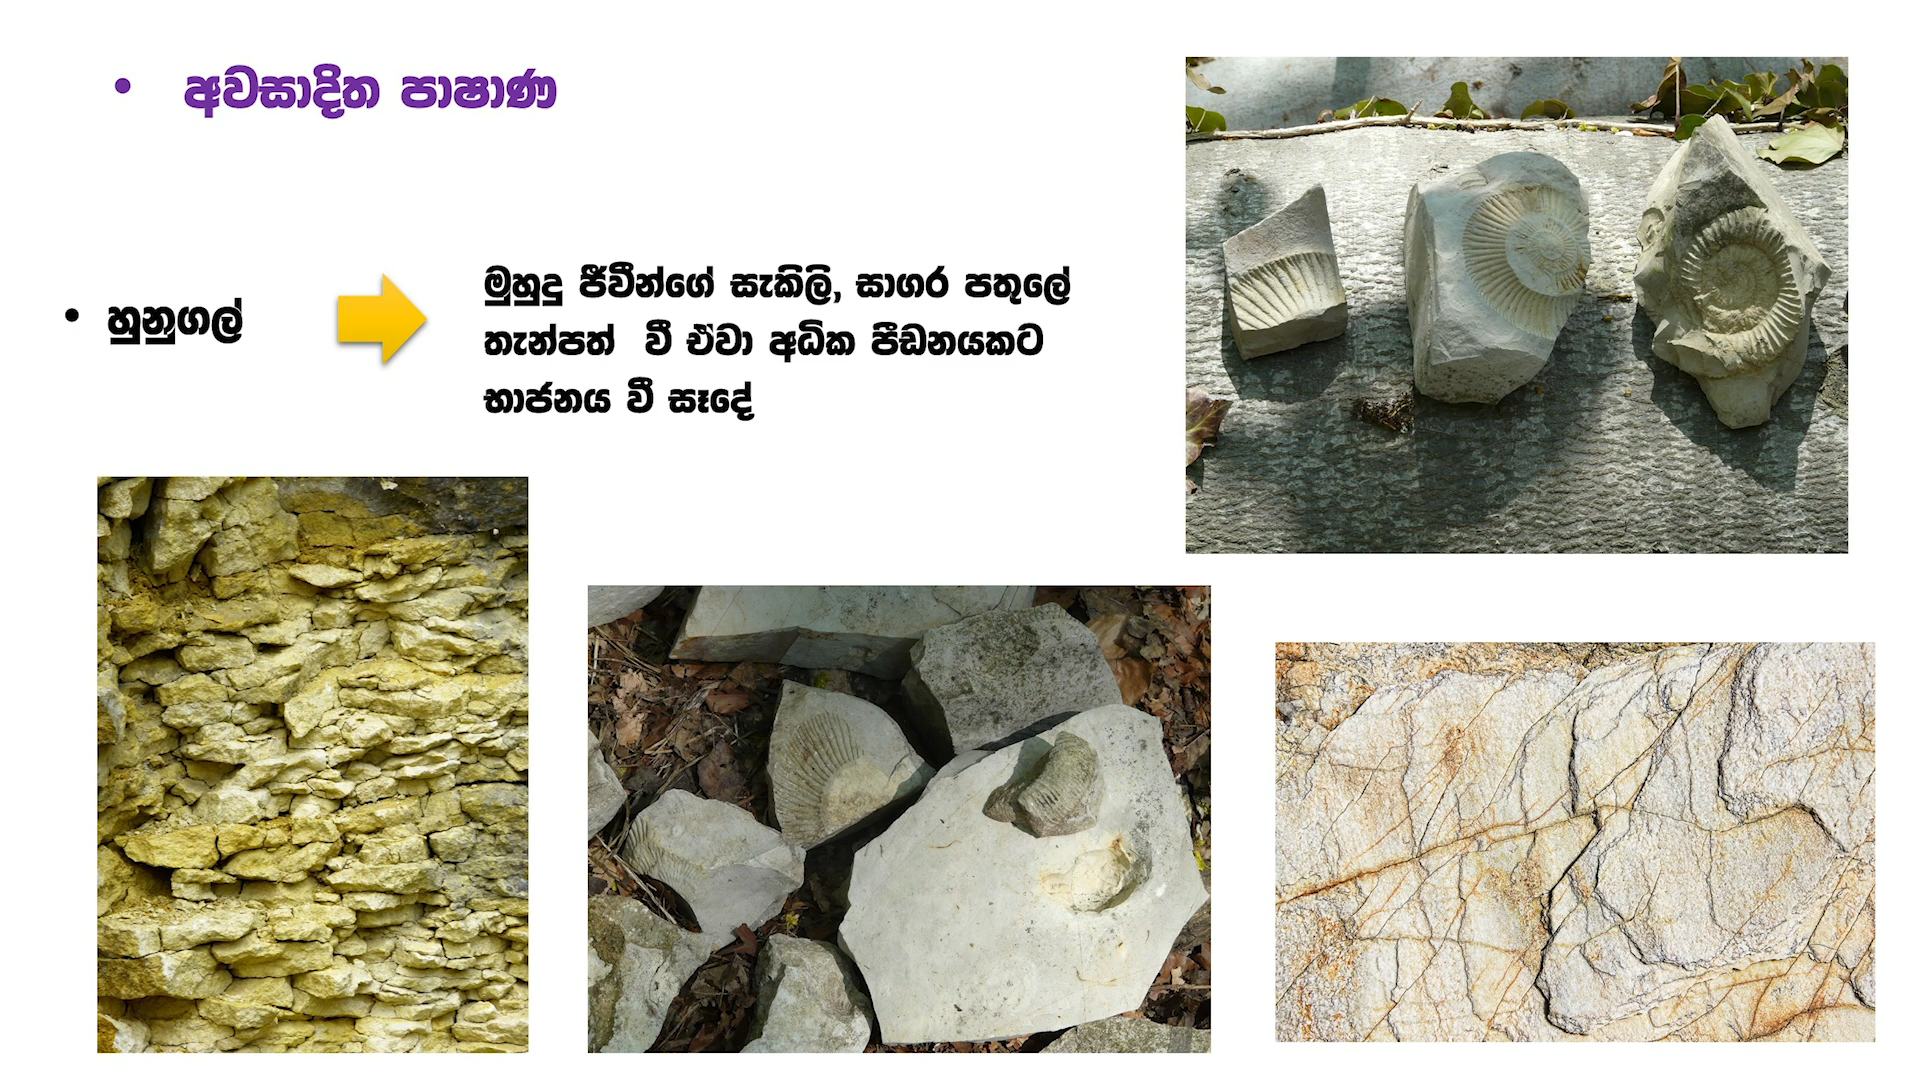 • අවසාදිත පාෂාණ
• හුනුගල්
මුහුදු ජීවීන්ගේ සැකිලි, සාගර පතුලේ
තැන්පත් වී ඒවා අධික පීඩනයකට
භාජනය වී සෑදේ